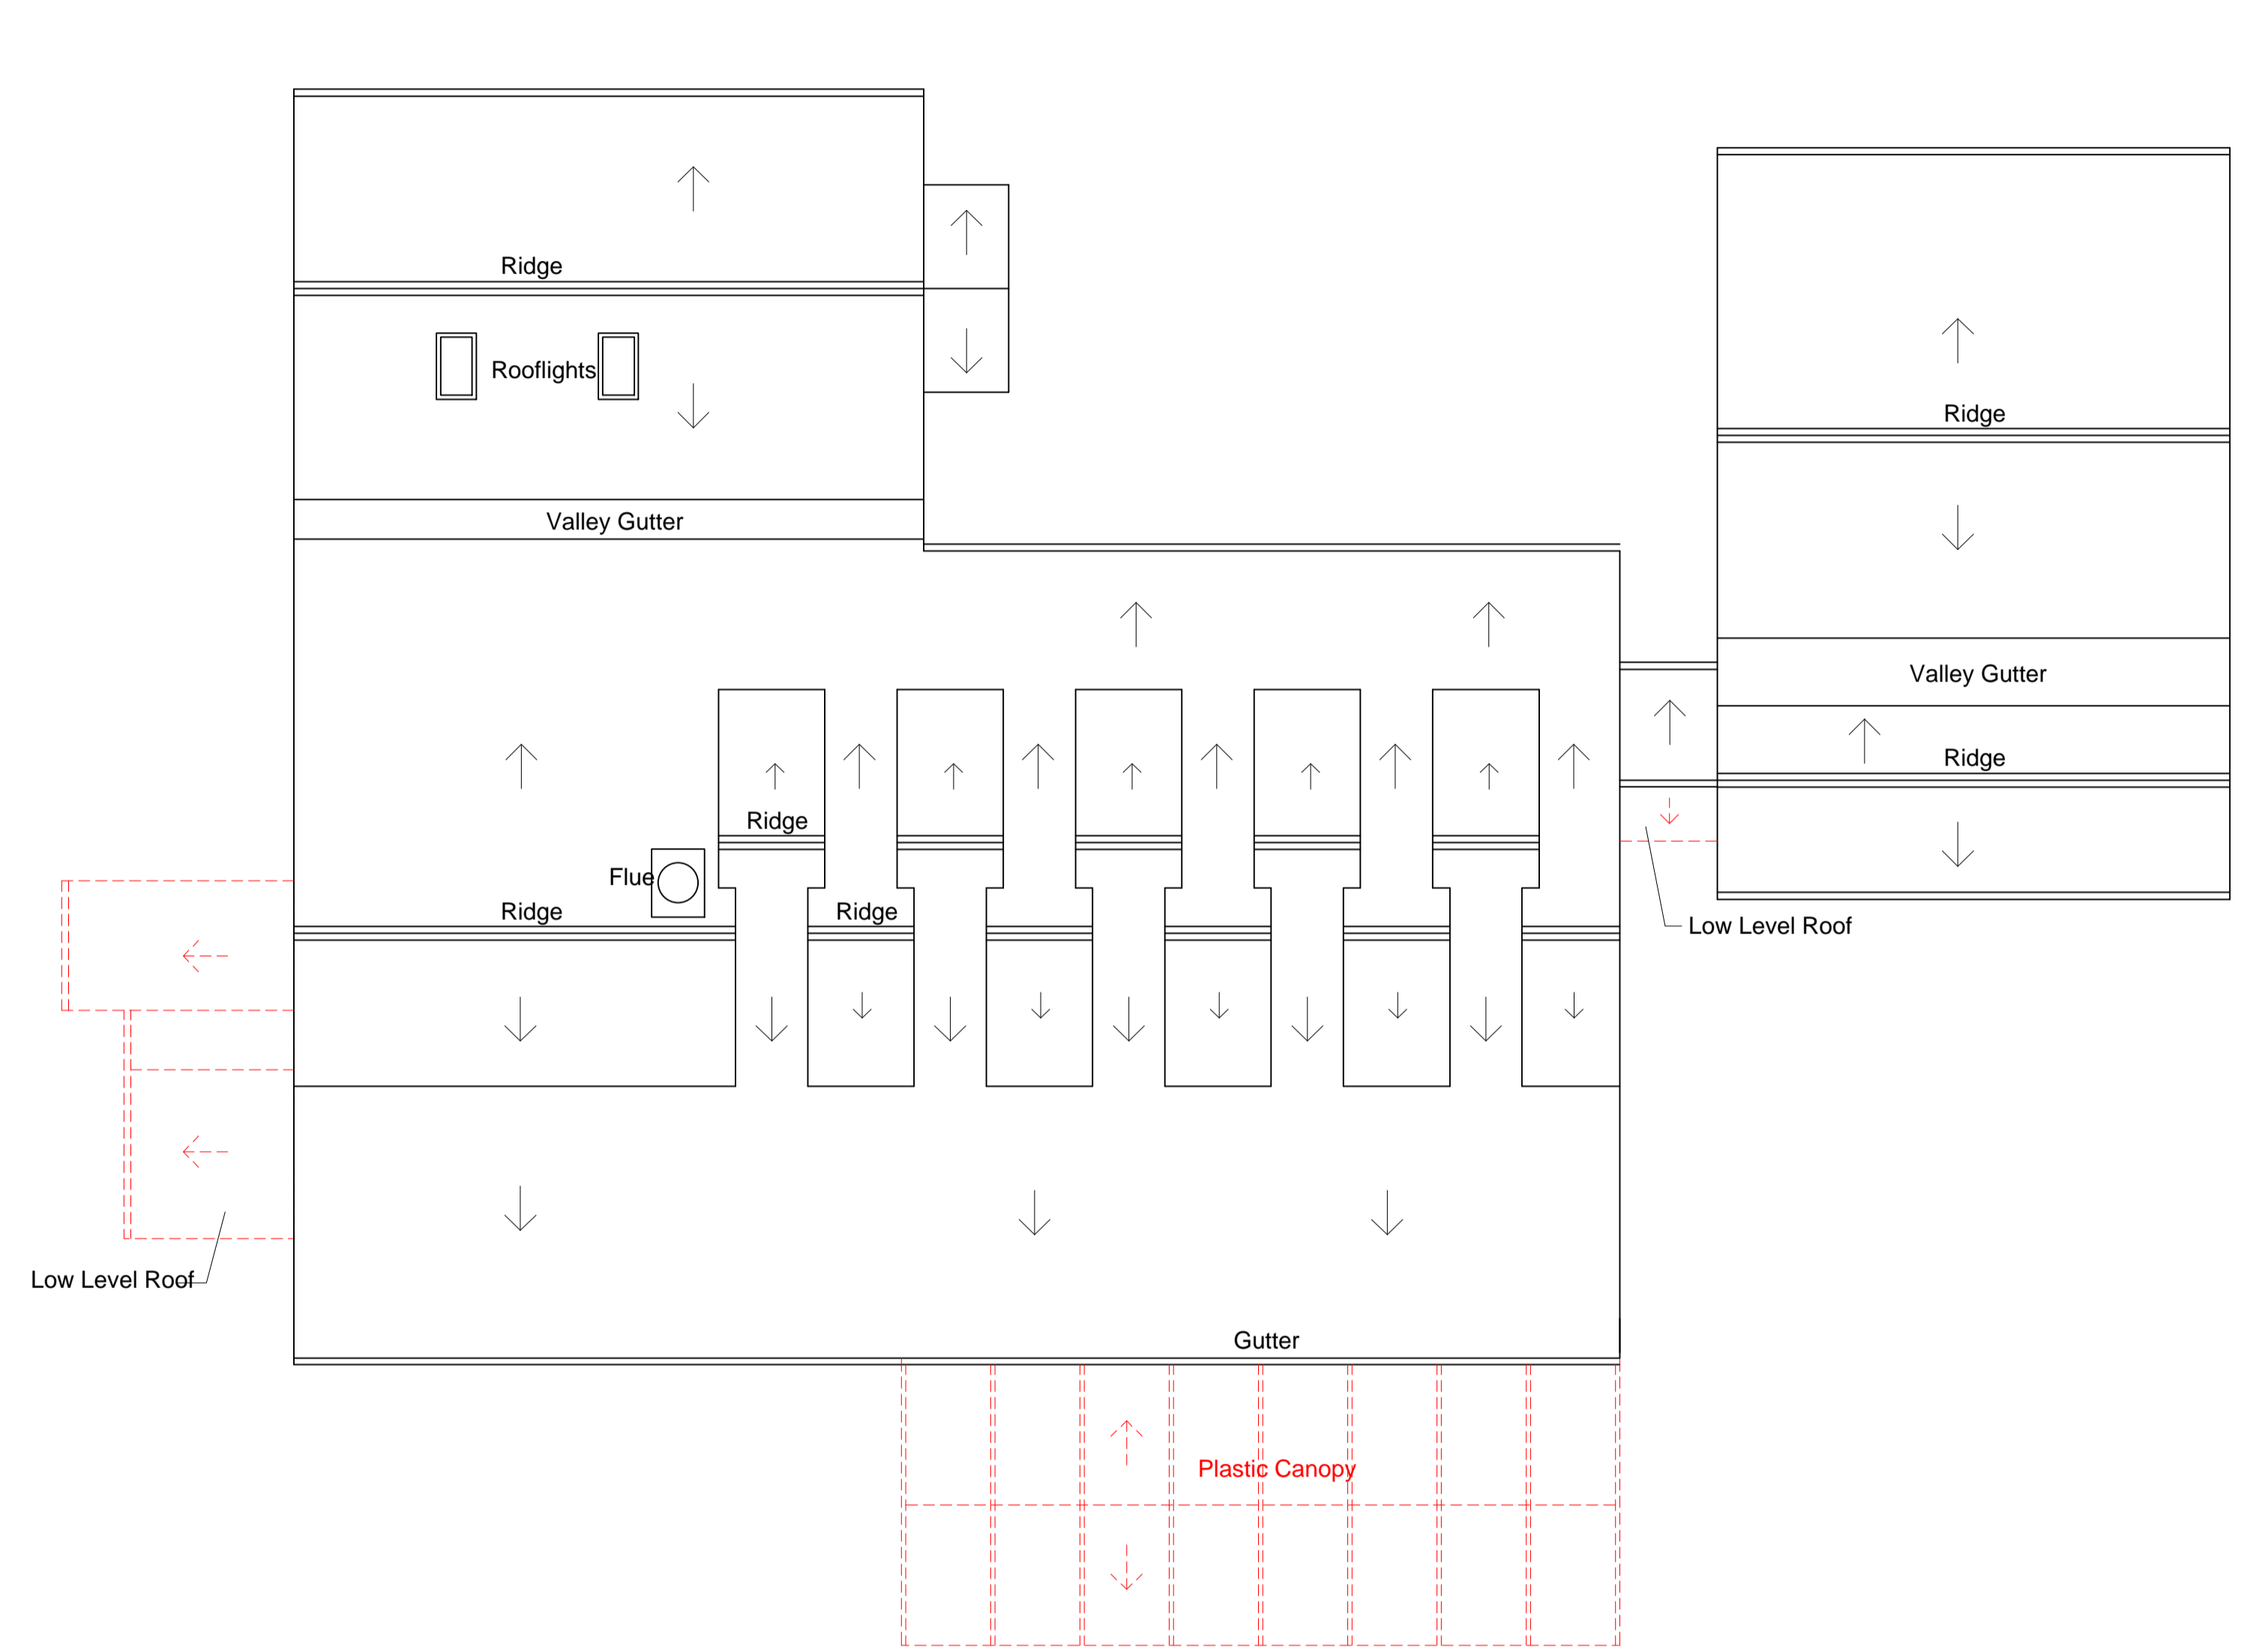 Ridge
Rooflights
Ridge
Valley Gutter
Valley Gutter
Ridge
Ridge
Flue
Ridge
Ridge
Low Level Roof
Low Level Roof
Gutter
Plastic Canopy